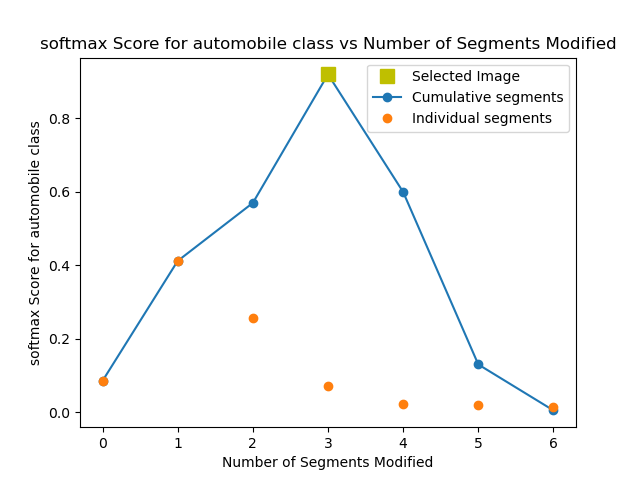 softmax Score for automobile class vs Number of Segments Modified
Selected Image
Cumulative segments
Individual segments
softmax Score for automobile class
0.8
0.6
0.4
0.2
0.0
0 1 2 3 4 5 6
Number of Segments Modified